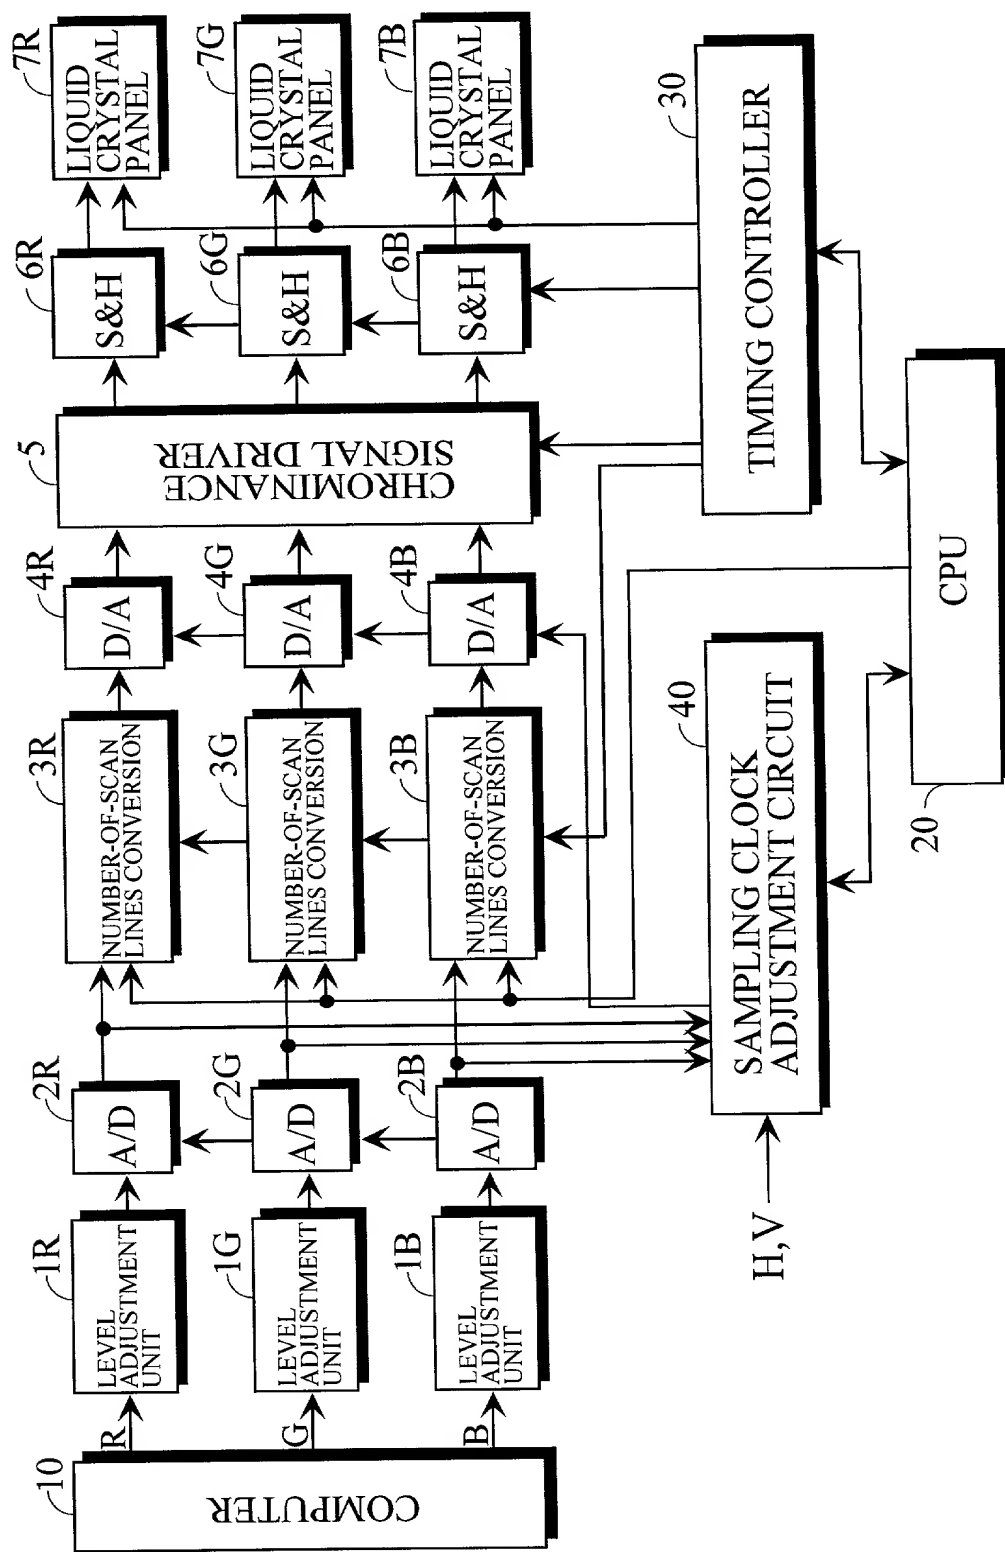 10
COMPUTER
R
G
B
1R
LEVEL
ADJUSTMENT
UNIT
1G
LEVEL
ADJUSTMENT
UNIT
1B
LEVEL
ADJUSTMENT
UNIT
2R
A/D
2G
A/D
2B
A/D
3R
NUMBER-OF-SCAN
LINES CONVERSION
3G
NUMBER-OF-SCAN
LINES CONVERSION
3B
NUMBER-OF-SCAN
LINES CONVERSION
4R
D/A
4G
D/A
4B
D/A
5
CHROMINANCE
SIGNAL DRIVER
6R
S&H
6G
S&H
6B
S&H
7R
LIQUID
CRYSTAL
PANEL
7G
LIQUID
CRYSTAL
PANEL
7B
LIQUID
CRYSTAL
PANEL
H,V
40
SAMPLING CLOCK
ADJUSTMENT CIRCUIT
30
TIMING CONTROLLER
20
CPU